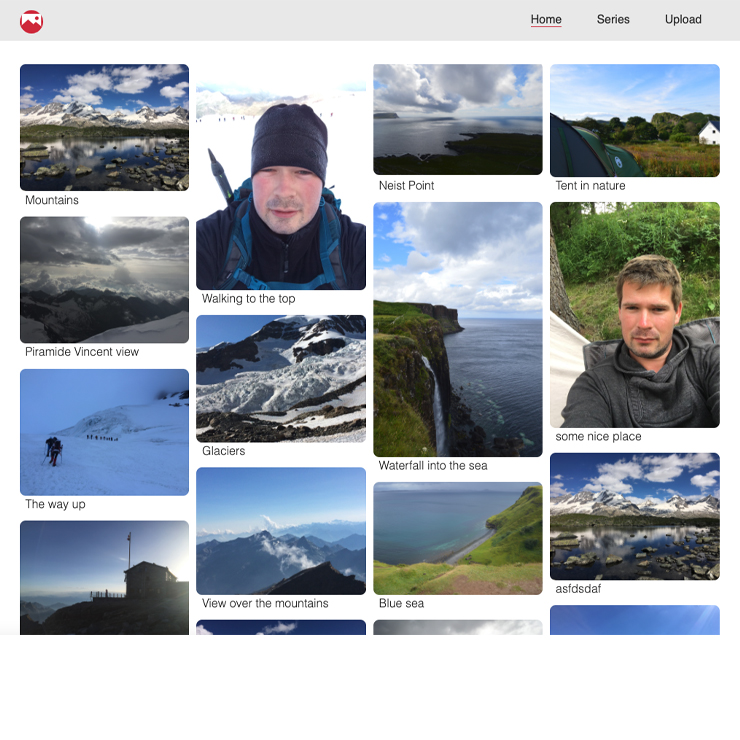 Home Series Upload
Mountains
Walking to the top
Neist Point
Tent in nature
Piramide Vincent view
Glaciers
Waterfall into the sea
some nice place
The way up
View over the mountains
Blue sea
asfdsdaf